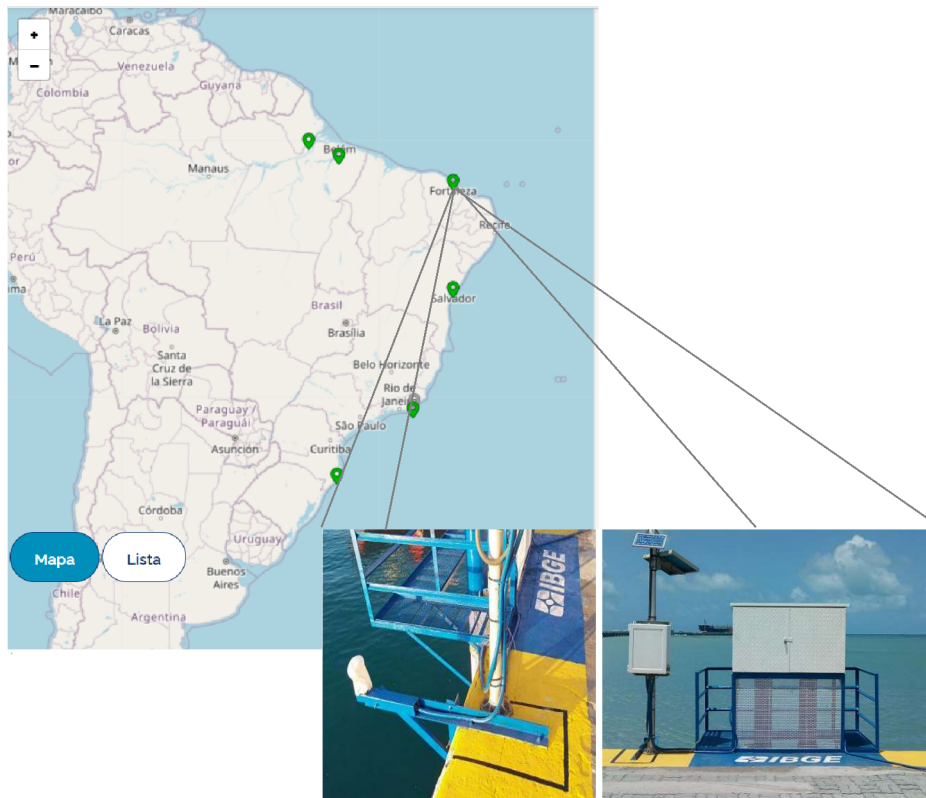 Maracaibo
Caracas
+
−
Venezuela
Guyana
Colombia
Belém
Manaus
Fortaleza
Recife
Perú
Brasil
Salvador
La Paz
Bolivia
Brasília
Santa
Cruz de
la Sierra
Belo Horizonte
Rio de
Janeiro
Paraguay /
Paraguái
São Paulo
Asunción
Curitiba
Córdoba
Uruguay
Mapa
Lista
Buenos
Aires
Chile
Argentina
IBGE
IBGE